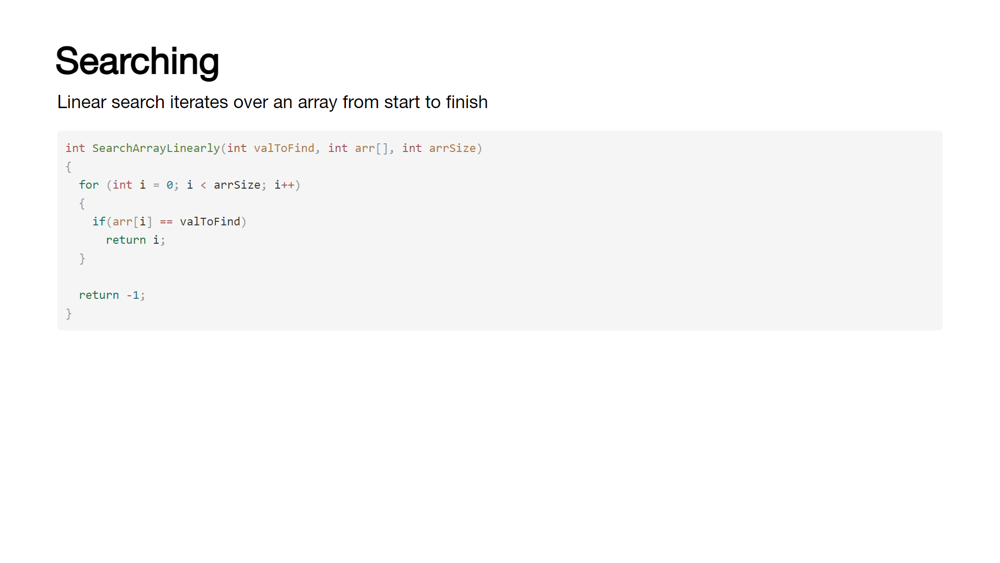 Searching
Linear search iterates over an array from start to finish
int SearchArrayLinearly(int valToFind, int arr[], int arrSize)
{
  for (int i = 0; i < arrSize; i++)
  {
    if(arr[i] == valToFind)
      return i;
  }

  return -1;
}